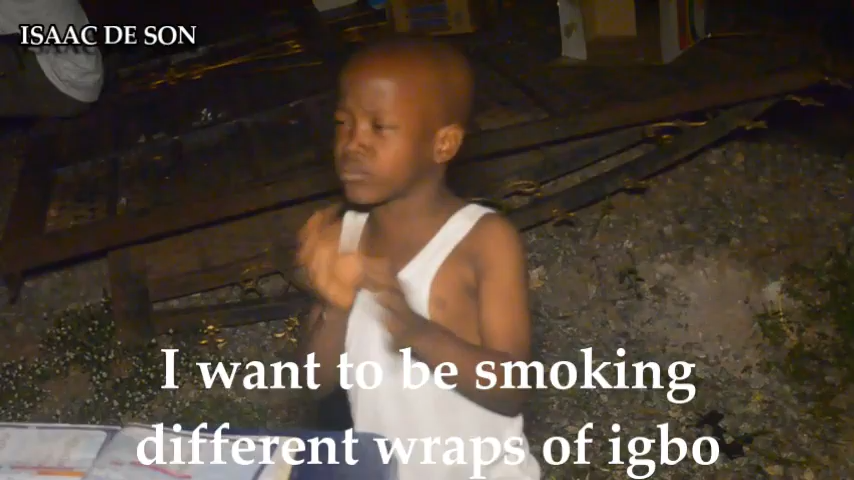 ISAAC DE SON
I want to be smoking
different wraps of igbo